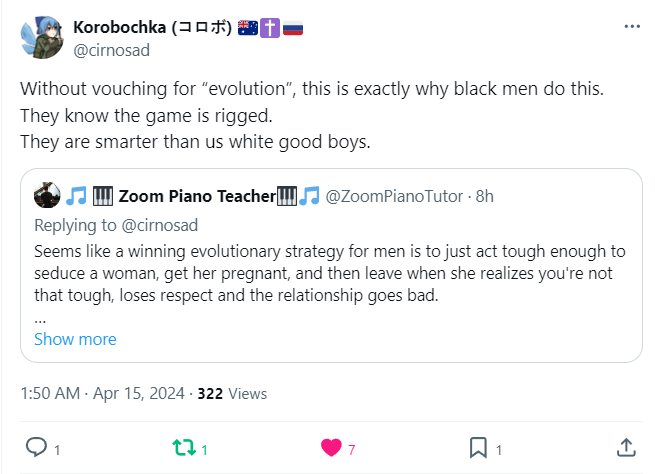 Korobochka (コロボ) 🇦🇺✝️🇷🇺
@cirnosad
Without vouching for “evolution”, this is exactly why black men do this.
They know the game is rigged.
They are smarter than us white good boys.
🎵🎹 Zoom Piano Teacher🎹🎵 @ZoomPianoTutor · 8h
Replying to @cirnosad
Seems like a winning evolutionary strategy for men is to just act tough enough to
seduce a woman, get her pregnant, and then leave when she realizes you're not
that tough, loses respect and the relationship goes bad.
...
Show more
1:50 AM · Apr 15, 2024 · 322 Views
1 1 7 1